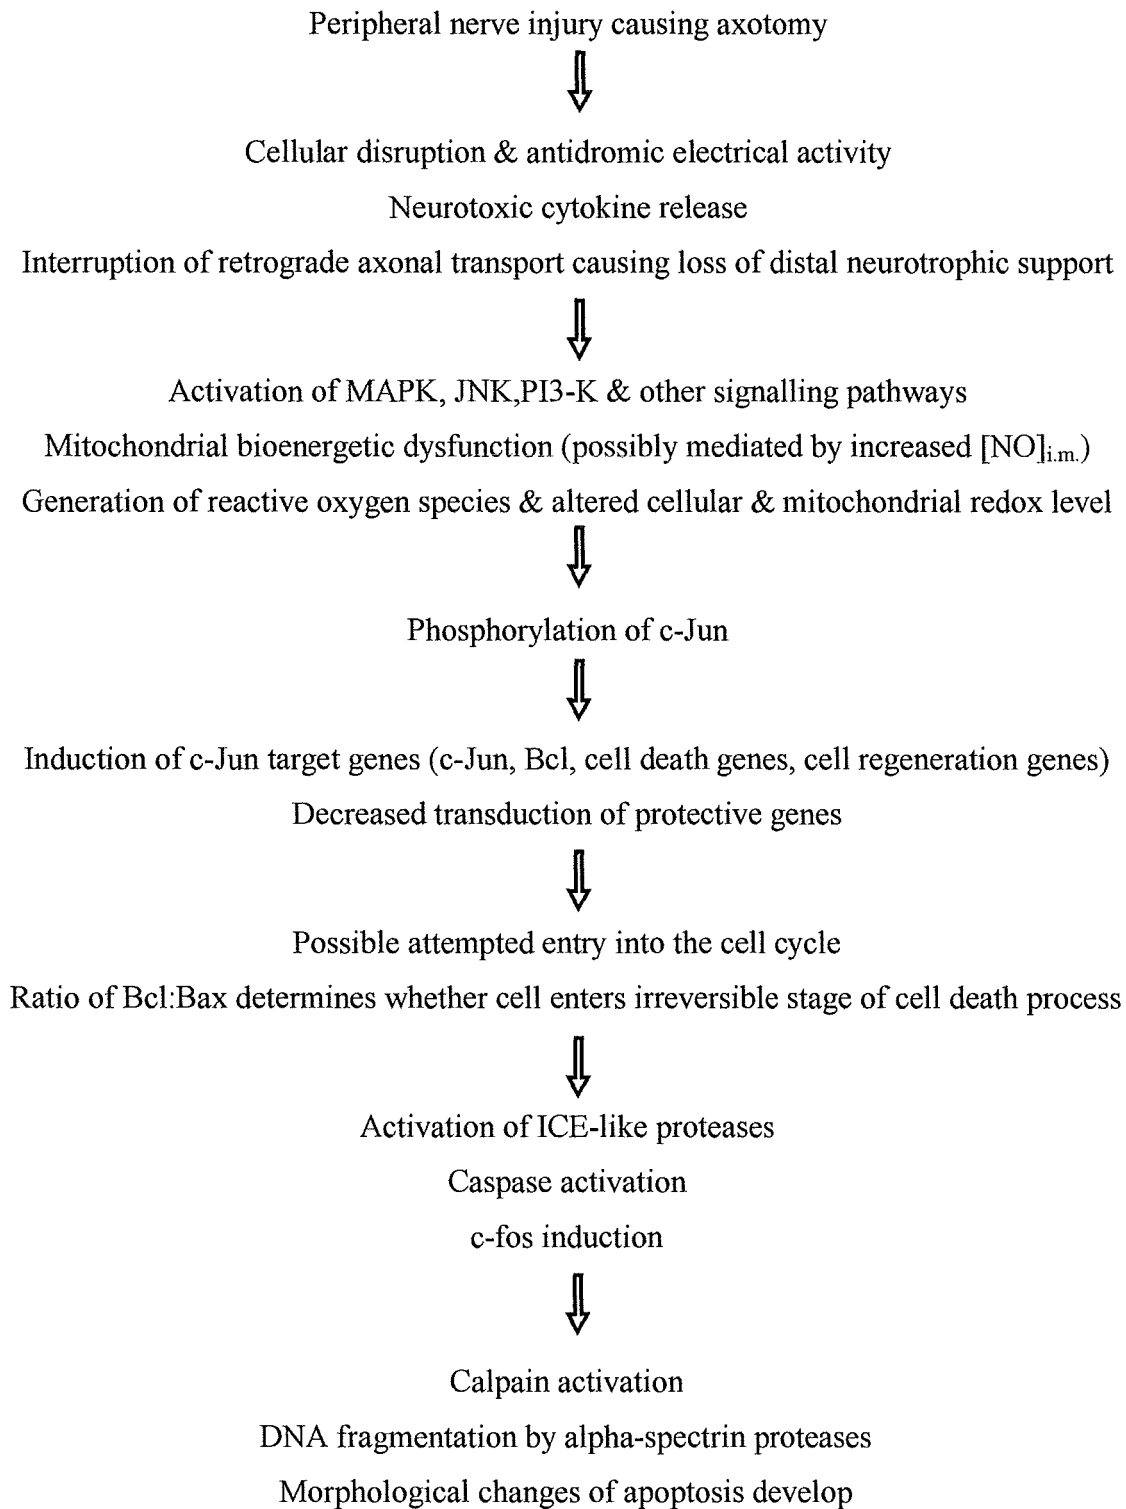 Peripheral nerve injury causing axotomy
Cellular disruption & antidromic electrical activity
Neurotoxic cytokine release
Interruption of retrograde axonal transport causing loss of distal neurotrophic support
Activation of MAPK, JNK,PI3-K & other signalling pathways
Mitochondrial bioenergetic dysfunction (possibly mediated by increased [NO]i.m.)
Generation of reactive oxygen species & altered cellular & mitochondrial redox level
Phosphorylation of c-Jun
Induction of c-Jun target genes (c-Jun, Bcl, cell death genes, cell regeneration genes)
Decreased transduction of protective genes
Possible attempted entry into the cell cycle
Ratio of Bcl:Bax determines whether cell enters irreversible stage of cell death process
Activation of ICE-like proteases
Caspase activation
c-fos induction
Calpain activation
DNA fragmentation by alpha-spectrin proteases
Morphological changes of apoptosis develop